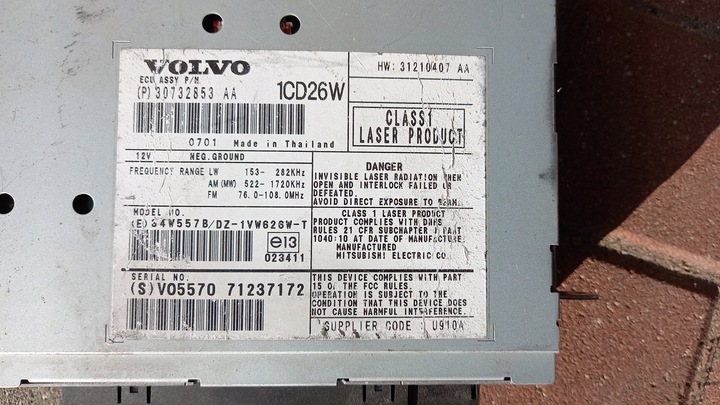 VOLVO
ECU ASSY P/N
(P) 30732853 AA
1CD26W
HW: 31210407 AA
CLASS1
LASER PRODUCT
0701 Made in Thailand
12V NEG.GROUND
FREQUENCY RANGE LW 153- 282KHz
AM (MW) 522- 1720KHz
FM 76.0-108.0MHz
DANGER
INVISIBLE LASER RADIATION WHEN
OPEN AND INTERLOCK FAILED OR
DEFEATED.
AVOID DIRECT EXPOSURE TO BEAM.
MODEL NO.
(E) 34W557B/DZ-1VW626W-T
e13
023411
CLASS 1 LASER PRODUCT
PRODUCT COMPLIES WITH DHHS
RULES 21 CFR SUBCHAPTER J PART
1040:10 AT DATE OF MANUFACTURE.
MANUFACTURED
MITSUBISHI ELECTRIC CO.
SERIAL NO.
(S) VO5570 71237172
THIS DEVICE COMPLIES WITH PART
15 OF THE FCC RULES.
OPERATION IS SUBJECT TO THE
CONDITION THAT THIS DEVICE DOES
NOT CAUSE HARMFUL INTERFERENCE.
SUPPLIER CODE : U910A